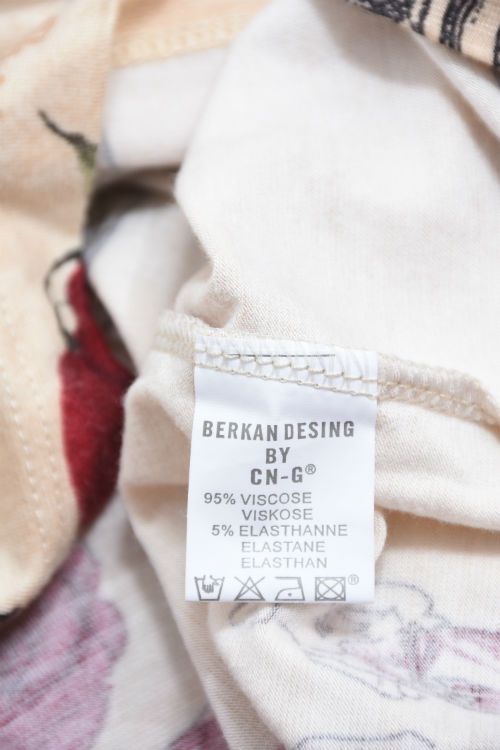 BERKAN DESING
BY
CN-G®
95% VISCOSE
VISKOSE
5% ELASTHANNE
ELASTANE
ELASTHAN
®